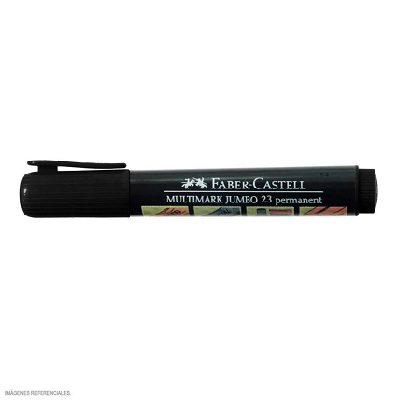 FABER-CASTELL
MULTIMARK JUMBO 23 permanent
IMÁGENES REFERENCIALES.